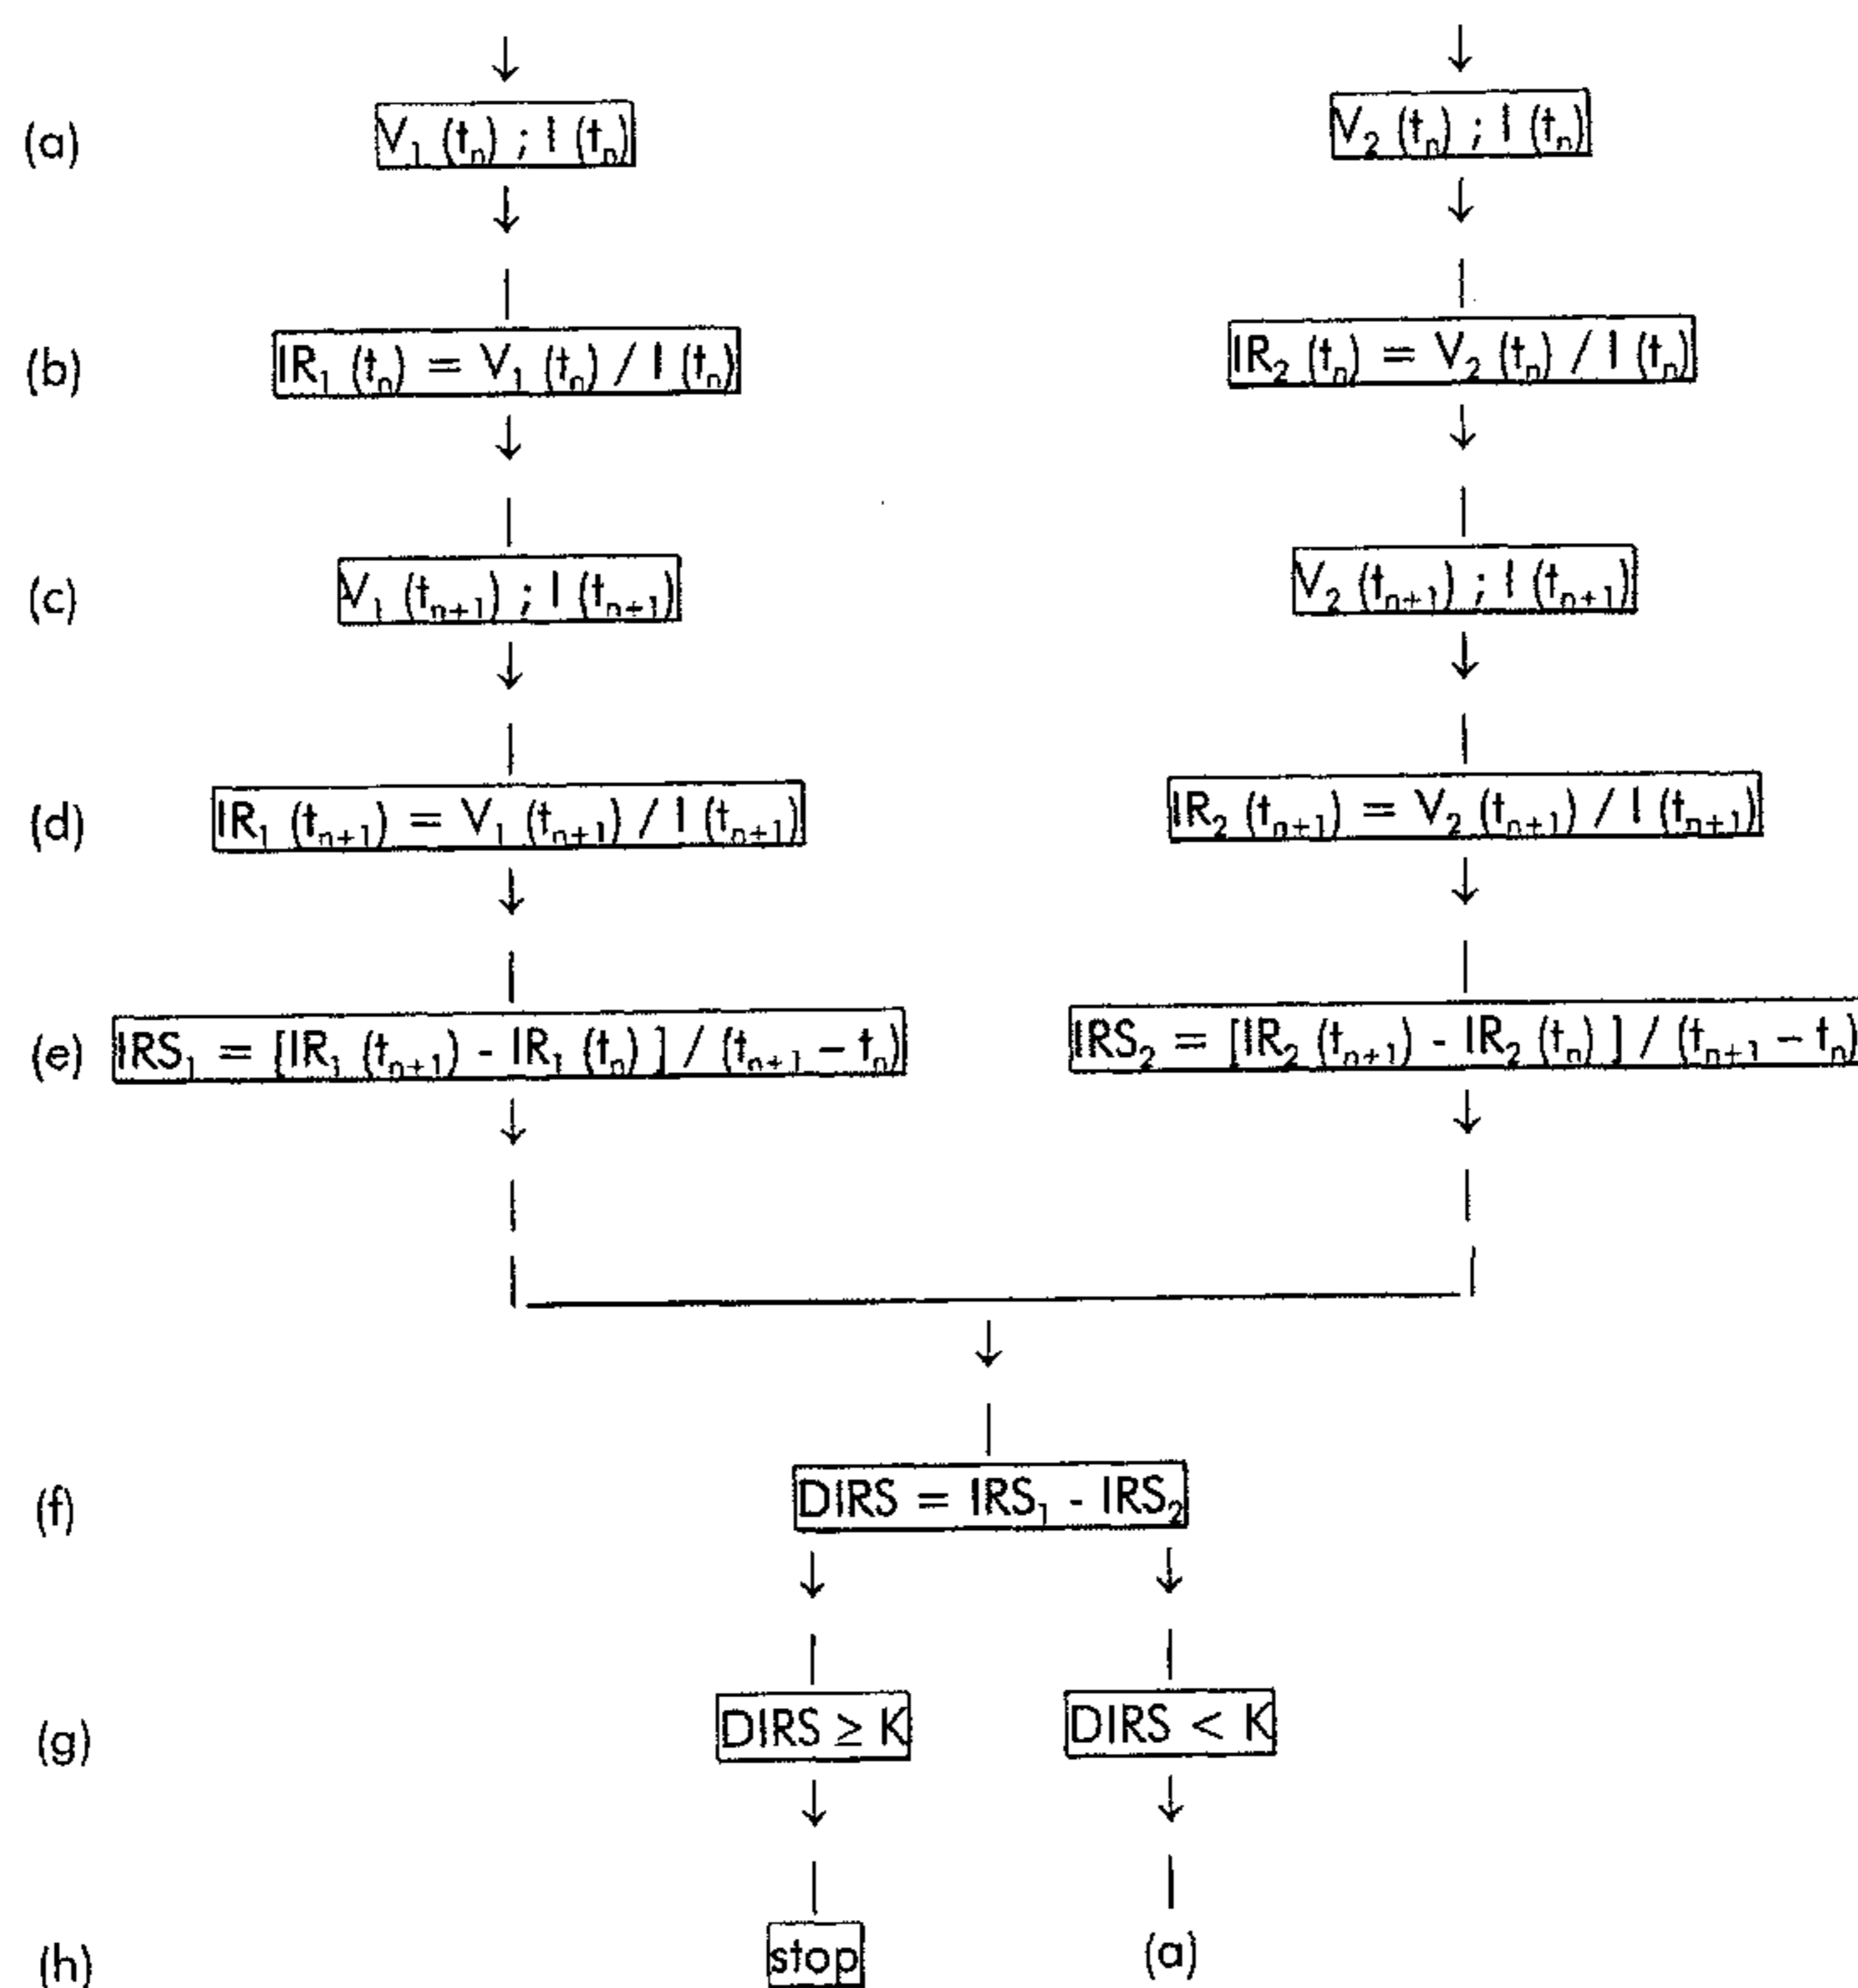 (a) V₁ (tₙ) ; I (tₙ) V₂ (tₙ) ; I (tₙ)
(b) IR₁ (tₙ) = V₁ (tₙ) / I (tₙ) IR₂ (tₙ) = V₂ (tₙ) / I (tₙ)
(c) V₁ (tₙ₊₁) ; I (tₙ₊₁) V₂ (tₙ₊₁) ; I (tₙ₊₁)
(d) IR₁ (tₙ₊₁) = V₁ (tₙ₊₁) / I (tₙ₊₁) IR₂ (tₙ₊₁) = V₂ (tₙ₊₁) / I (tₙ₊₁)
(e) IRS₁ = [IR₁ (tₙ₊₁) - IR₁ (tₙ) ] / (tₙ₊₁ – tₙ) IRS₂ = [IR₂ (tₙ₊₁) - IR₂ (tₙ) ] / (tₙ₊₁ – tₙ)
(f) DIRS = IRS₁ - IRS₂
(g) DIRS ≥ K DIRS < K
(h) stop (a)